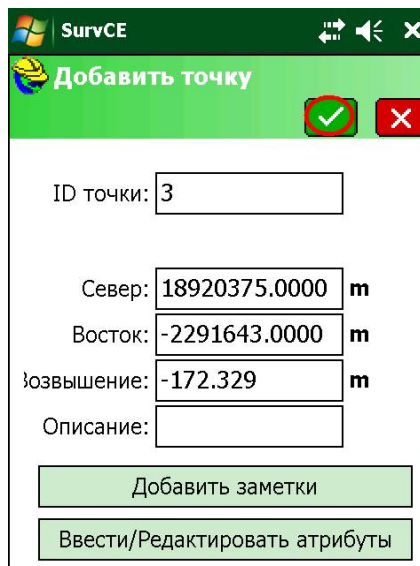 SurvCE
Добавить точку
ID точки: 3
Север: 18920375.0000 m
Восток: -2291643.0000 m
Возвышение: -172.329 m
Описание:
Добавить заметки
Ввести/Редактировать атрибуты